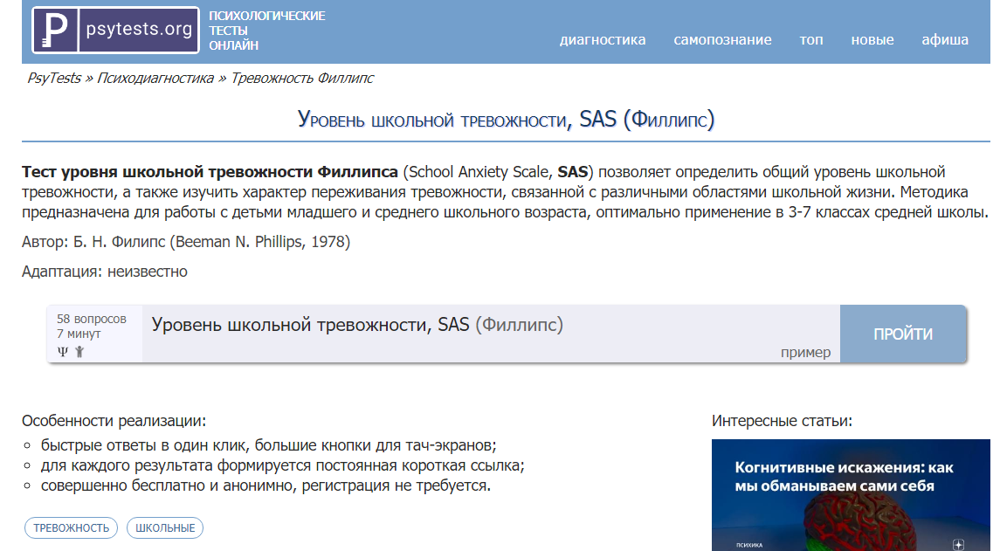 psytests.org
ПСИХОЛОГИЧЕСКИЕ
ТЕСТЫ
ОНЛАЙН
диагностика самопознание топ новые афиша
PsyTests » Психодиагностика » Тревожность Филлипс
Уровень школьной тревожности, SAS (Филлипс)
Тест уровня школьной тревожности Филлипса (School Anxiety Scale, SAS) позволяет определить общий уровень школьной
тревожности, а также изучить характер переживания тревожности, связанной с различными областями школьной жизни. Методика
предназначена для работы с детьми младшего и среднего школьного возраста, оптимально применение в 3-7 классах средней школы.
Автор: Б. Н. Филипс (Beeman N. Phillips, 1978)
Адаптация: неизвестно
58 вопросов
7 минут
Ψ
Уровень школьной тревожности, SAS (Филлипс)
пример
ПРОЙТИ
Особенности реализации:
быстрые ответы в один клик, большие кнопки для тач-экранов;
для каждого результата формируется постоянная короткая ссылка;
совершенно бесплатно и анонимно, регистрация не требуется.
ТРЕВОЖНОСТЬ ШКОЛЬНЫЕ
Интересные статьи:
Когнитивные искажения: как
мы обманываем сами себя
ПСИХИКА